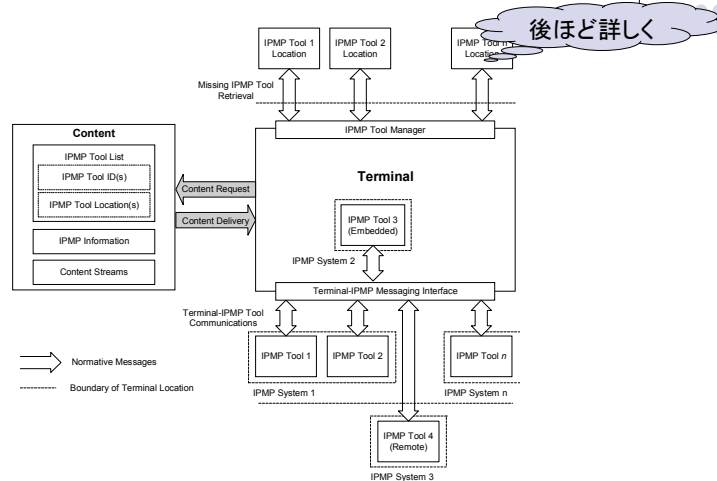 後ほど詳しく
IPMP Tool 1
Location
IPMP Tool 2
Location
IPMP Tool
Location
Missing IPMP Tool
Retrieval
IPMP Tool Manager
Content
IPMP Tool List
IPMP Tool ID(s)
IPMP Tool Location(s)
IPMP Information
Content Streams
Content Request
Content Delivery
Terminal
IPMP Tool 3
(Embedded)
IPMP System 2
Terminal-IPMP Messaging Interface
Terminal-IPMP Tool
Communications
IPMP Tool 1
IPMP Tool 2
IPMP Tool n
IPMP System 1
IPMP System n
Normative Messages
Boundary of Terminal Location
IPMP Tool 4
(Remote)
IPMP System 3